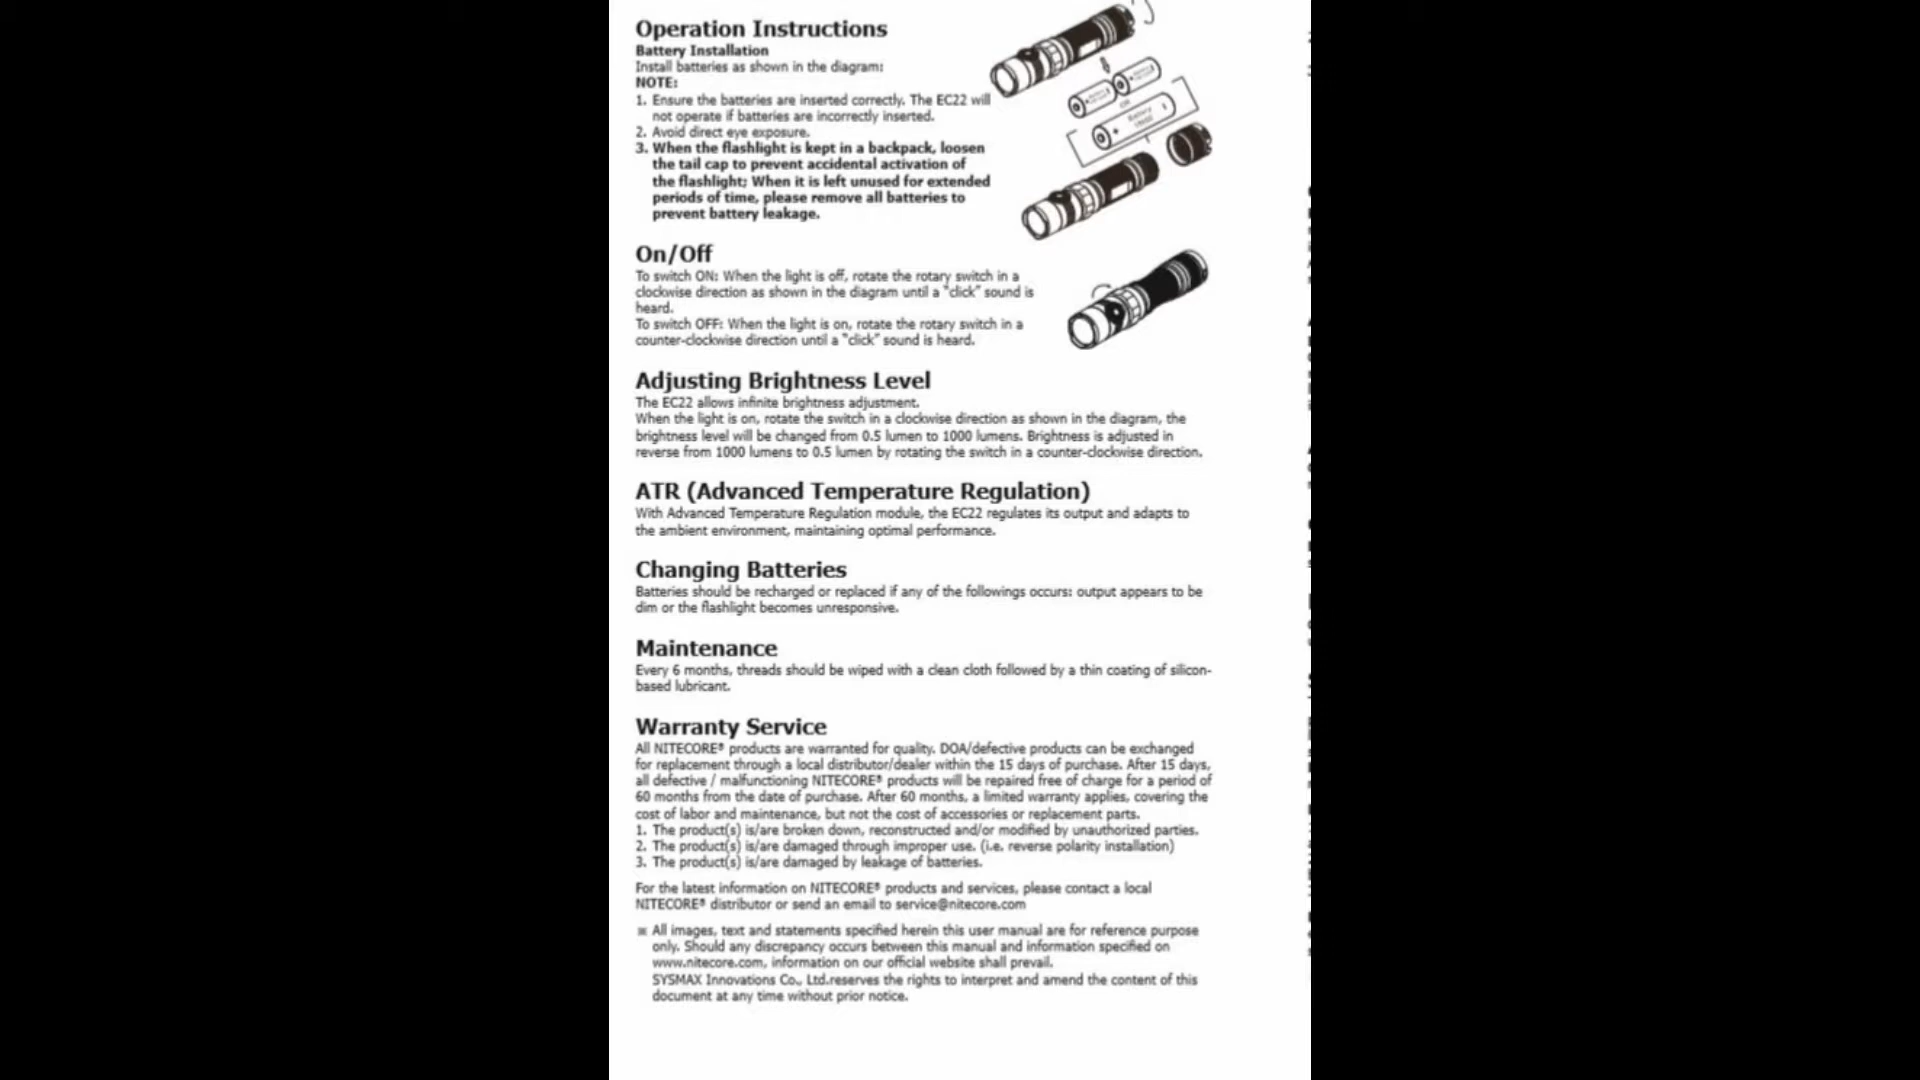 Operation Instructions
Battery Installation
Install batteries as shown in the diagram:
NOTE:
1. Ensure the batteries are inserted correctly. The EC22 will
not operate if batteries are incorrectly inserted.
2. Avoid direct eye exposure.
3. When the flashlight is kept in a backpack, loosen
the tail cap to prevent accidental activation of
the flashlight; When it is left unused for extended
periods of time, please remove all batteries to
prevent battery leakage.
OR
On/Off
To switch ON: When the light is off, rotate the rotary switch in a
clockwise direction as shown in the diagram until a "click" sound is
heard.
To switch OFF: When the light is on, rotate the rotary switch in a
counter-clockwise direction until a "click" sound is heard.
Adjusting Brightness Level
The EC22 allows infinite brightness adjustment.
When the light is on, rotate the switch in a clockwise direction as shown in the diagram, the
brightness level will be changed from 0.5 lumen to 1000 lumens. Brightness is adjusted in
reverse from 1000 lumens to 0.5 lumen by rotating the switch in a counter-clockwise direction.
ATR (Advanced Temperature Regulation)
With Advanced Temperature Regulation module, the EC22 regulates its output and adapts to
the ambient environment, maintaining optimal performance.
Changing Batteries
Batteries should be recharged or replaced if any of the followings occurs: output appears to be
dim or the flashlight becomes unresponsive.
Maintenance
Every 6 months, threads should be wiped with a clean cloth followed by a thin coating of silicon-
based lubricant.
Warranty Service
All NITECORE® products are warranted for quality. DOA/defective products can be exchanged
for replacement through a local distributor/dealer within the 15 days of purchase. After 15 days,
all defective / malfunctioning NITECORE® products will be repaired free of charge for a period of
60 months from the date of purchase. After 60 months, a limited warranty applies, covering the
cost of labor and maintenance, but not the cost of accessories or replacement parts.
1. The product(s) is/are broken down, reconstructed and/or modified by unauthorized parties.
2. The product(s) is/are damaged through improper use. (i.e. reverse polarity installation)
3. The product(s) is/are damaged by leakage of batteries.
For the latest information on NITECORE® products and services, please contact a local
NITECORE® distributor or send an email to service@nitecore.com
※ All images, text and statements specified herein this user manual are for reference purpose
only. Should any discrepancy occurs between this manual and information specified on
www.nitecore.com, information on our official website shall prevail.
SYSMAX Innovations Co., Ltd.reserves the rights to interpret and amend the content of this
document at any time without prior notice.